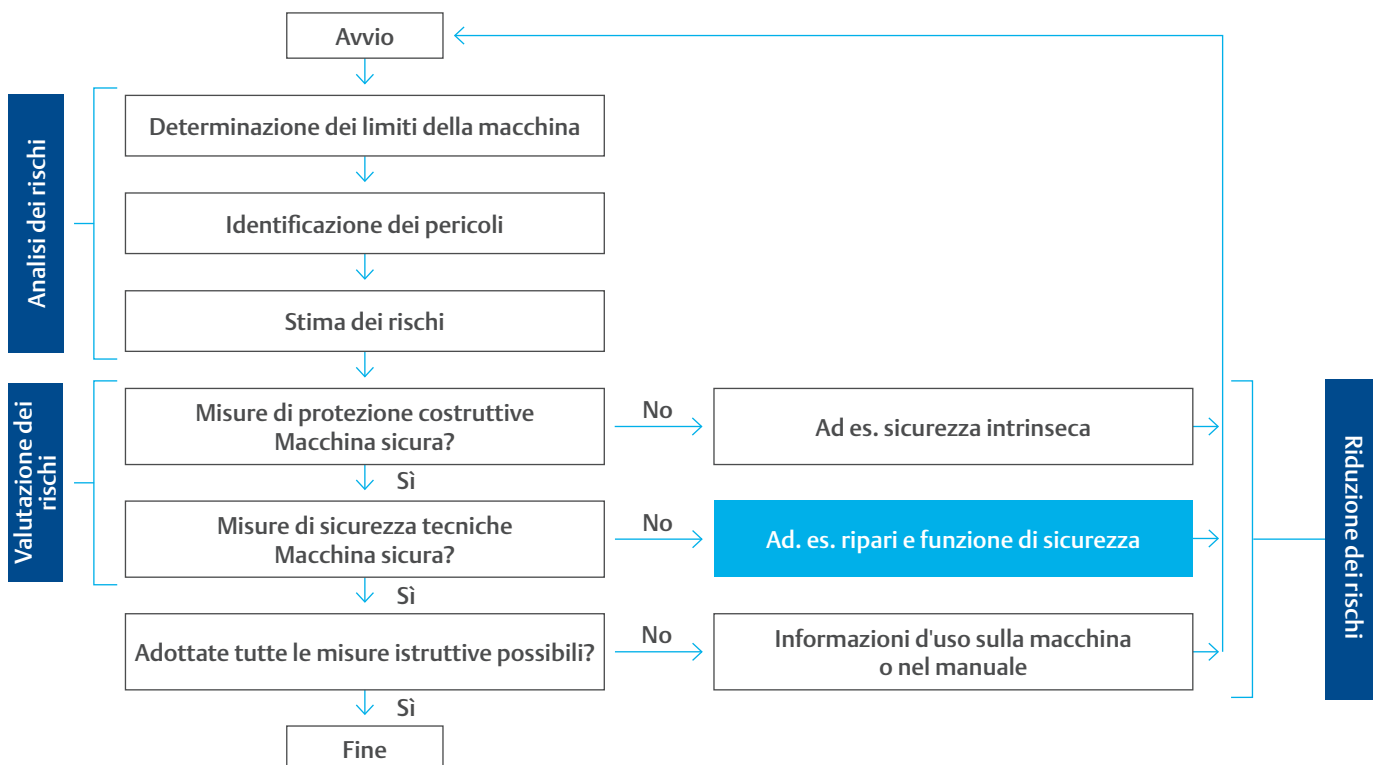 Avvio
Analisi dei rischi
Determinazione dei limiti della macchina
Identificazione dei pericoli
Stima dei rischi
Valutazione dei
rischi
Misure di protezione costruttive
Macchina sicura?
No
Ad es. sicurezza intrinseca
Sì
Misure di sicurezza tecniche
Macchina sicura?
No
Ad. es. ripari e funzione di sicurezza
Sì
Adottate tutte le misure istruttive possibili?
No
Informazioni d'uso sulla macchina
o nel manuale
Sì
Fine
Riduzione dei rischi